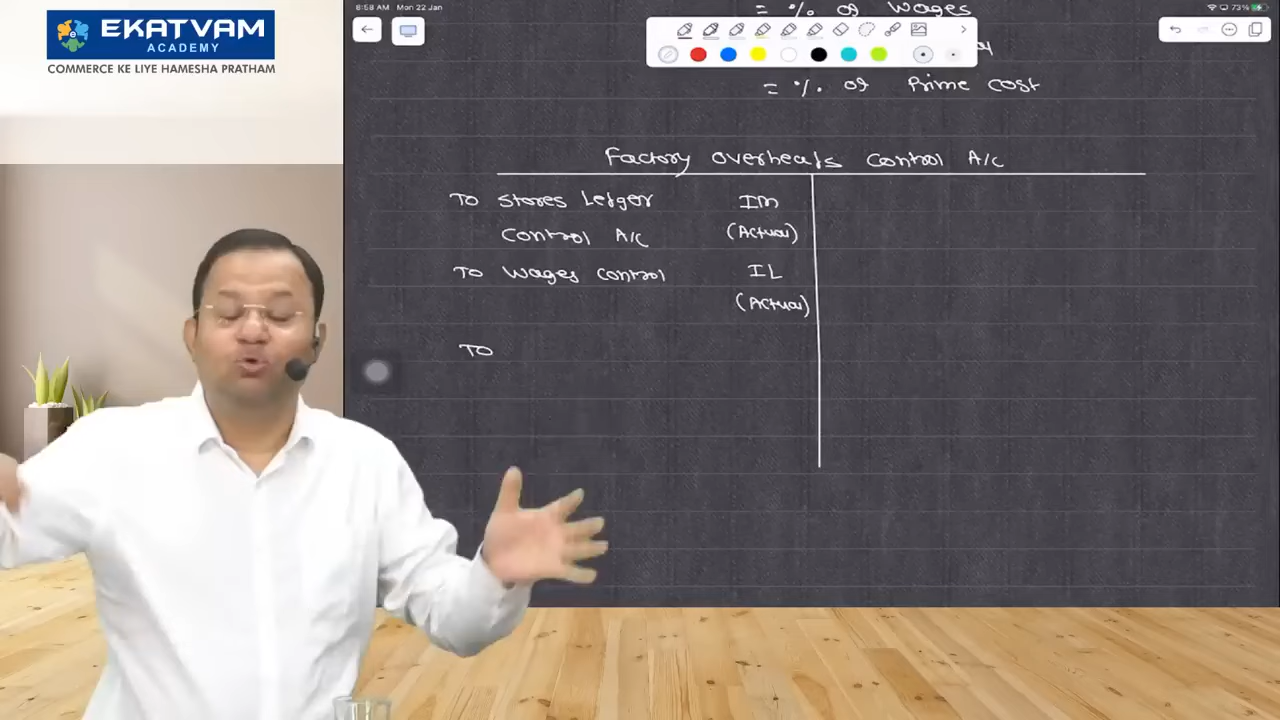 EKATVAM
ACADEMY
COMMERCE KE LIYE HAMESHA PRATHAM
6:58 AM Mon 22 Jan
73%
= % of Wages
= % of Prime cost
Factory overheads control A/c
To Stores Ledger IM
Control A/c (Actual)
To Wages Control IL
(Actual)
To